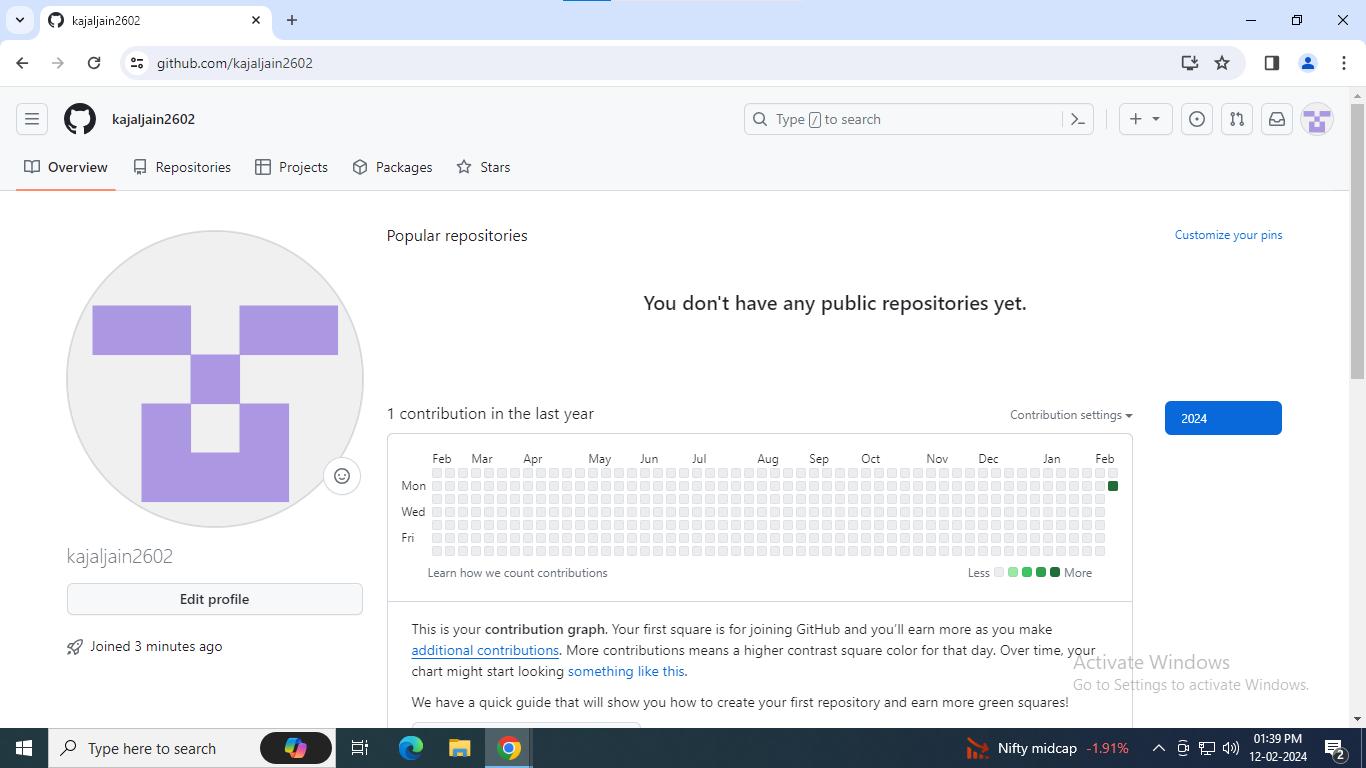 kajaljain2602
github.com/kajaljain2602
kajaljain2602
Type / to search
Overview
Repositories
Projects
Packages
Stars
Popular repositories
Customize your pins
You don't have any public repositories yet.
1 contribution in the last year
Contribution settings
2024
Feb Mar Apr May Jun Jul Aug Sep Oct Nov Dec Jan Feb
Mon
Wed
Fri
Learn how we count contributions
Less More
kajaljain2602
Edit profile
Joined 3 minutes ago
This is your contribution graph. Your first square is for joining GitHub and you'll earn more as you make
additional contributions. More contributions means a higher contrast square color for that day. Over time, your
chart might start looking something like this.
We have a quick guide that will show you how to create your first repository and earn more green squares!
Activate Windows
Go to Settings to activate Windows.
Type here to search
Nifty midcap -1.91%
01:39 PM
12-02-2024
2